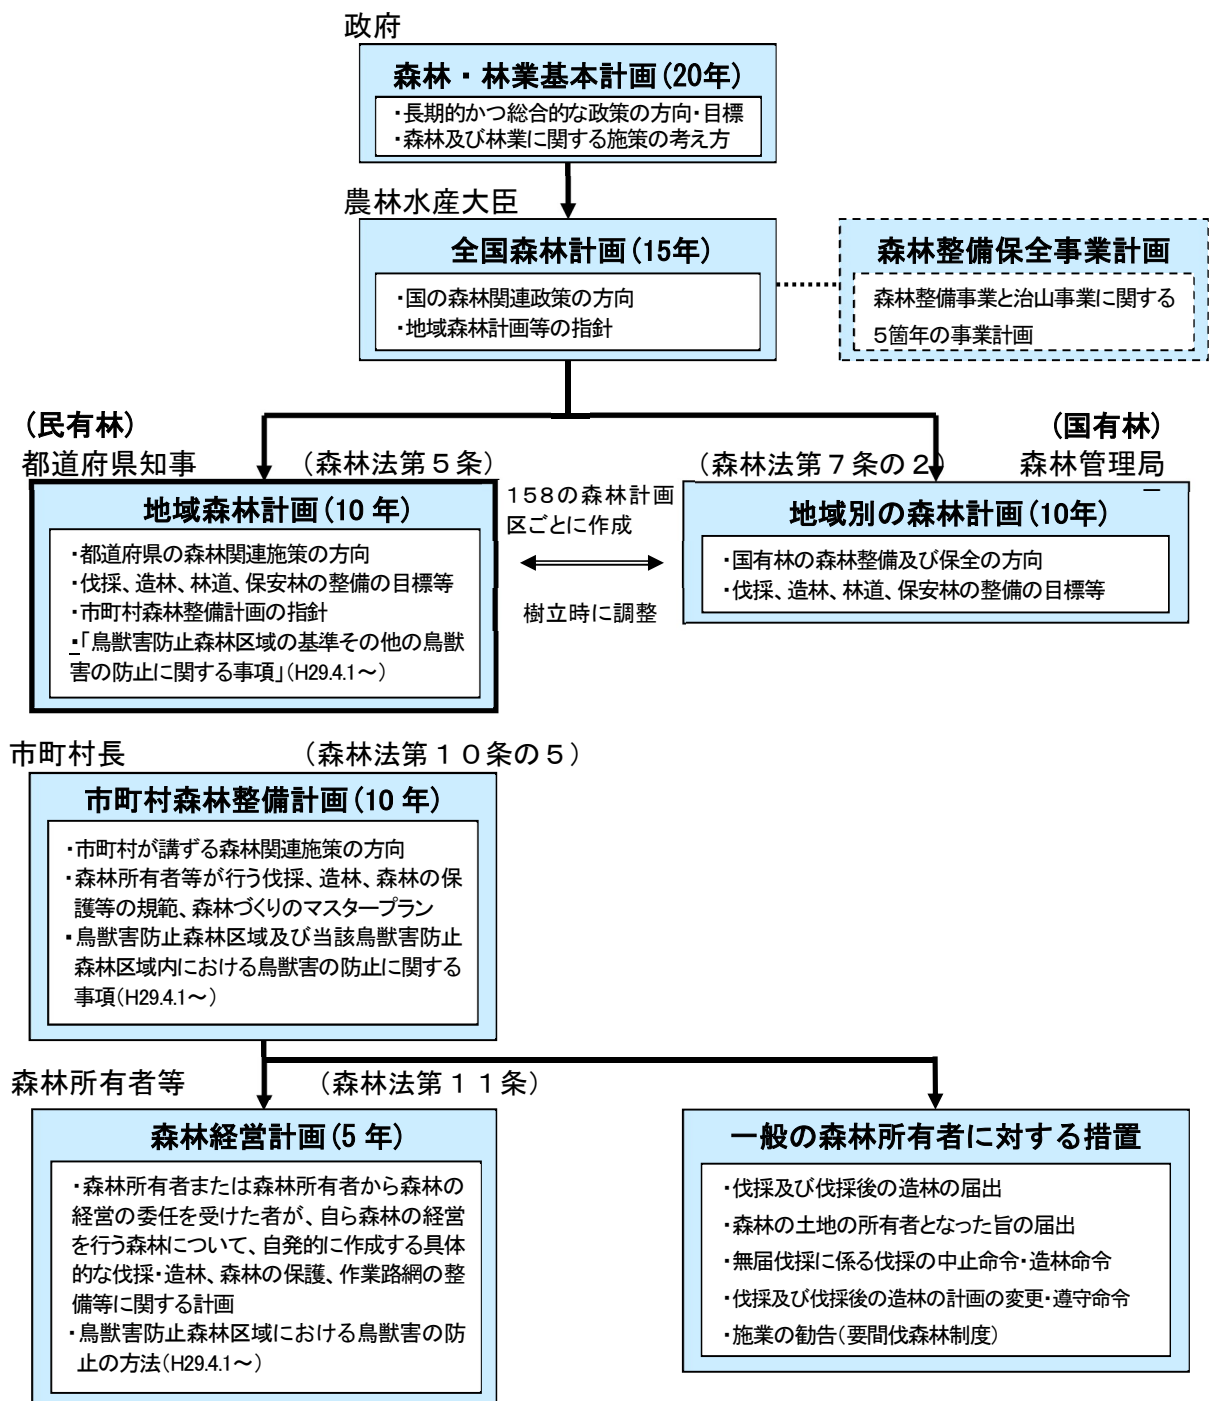 政府
森林・林業基本計画(20年)
・長期的かつ総合的な政策の方向・目標
・森林及び林業に関する施策の考え方
農林水産大臣
全国森林計画(15年)
・国の森林関連政策の方向
・地域森林計画等の指針
森林整備保全事業計画
森林整備事業と治山事業に関する
5箇年の事業計画
(民有林)
都道府県知事 (森林法第5条)
地域森林計画(10年)
・都道府県の森林関連施策の方向
・伐採、造林、林道、保安林の整備の目標等
・市町村森林整備計画の指針
・「鳥獣害防止森林区域の基準その他の鳥獣
害の防止に関する事項」(H29.4.1～)
158の森林計画
区ごとに作成
樹立時に調整
(国有林)
(森林法第7条の2) 森林管理局
地域別の森林計画(10年)
・国有林の森林整備及び保全の方向
・伐採、造林、林道、保安林の整備の目標等
市町村長 (森林法第10条の5)
市町村森林整備計画(10年)
・市町村が講ずる森林関連施策の方向
・森林所有者等が行う伐採、造林、森林の保
護等の規範、森林づくりのマスタープラン
・鳥獣害防止森林区域及び当該鳥獣害防止
森林区域内における鳥獣害の防止に関する
事項(H29.4.1～)
森林所有者等 (森林法第11条)
森林経営計画(5年)
・森林所有者または森林所有者から森林の
経営の委任を受けた者が、自ら森林の経営
を行う森林について、自発的に作成する具体
的な伐採・造林、森林の保護、作業路網の整
備等に関する計画
・鳥獣害防止森林区域における鳥獣害の防
止の方法(H29.4.1～)
一般の森林所有者に対する措置
・伐採及び伐採後の造林の届出
・森林の土地の所有者となった旨の届出
・無届伐採に係る伐採の中止命令・造林命令
・伐採及び伐採後の造林の計画の変更・遵守命令
・施業の勧告(要間伐森林制度)